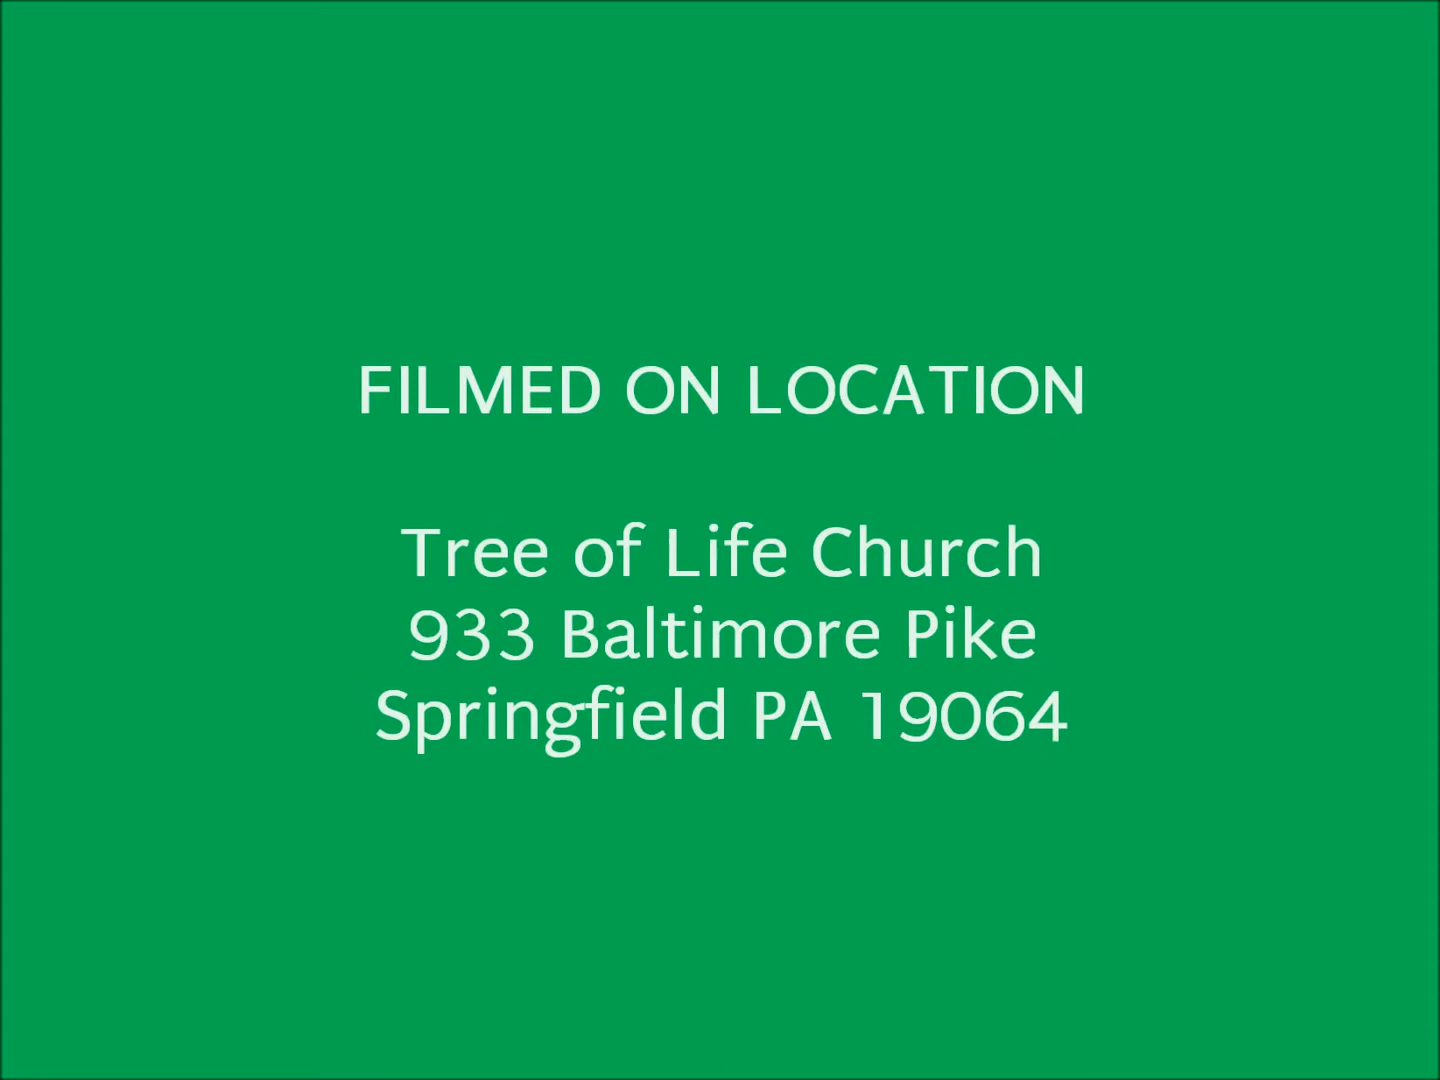 FILMED ON LOCATION
Tree of Life Church
933 Baltimore Pike
Springfield PA 19064